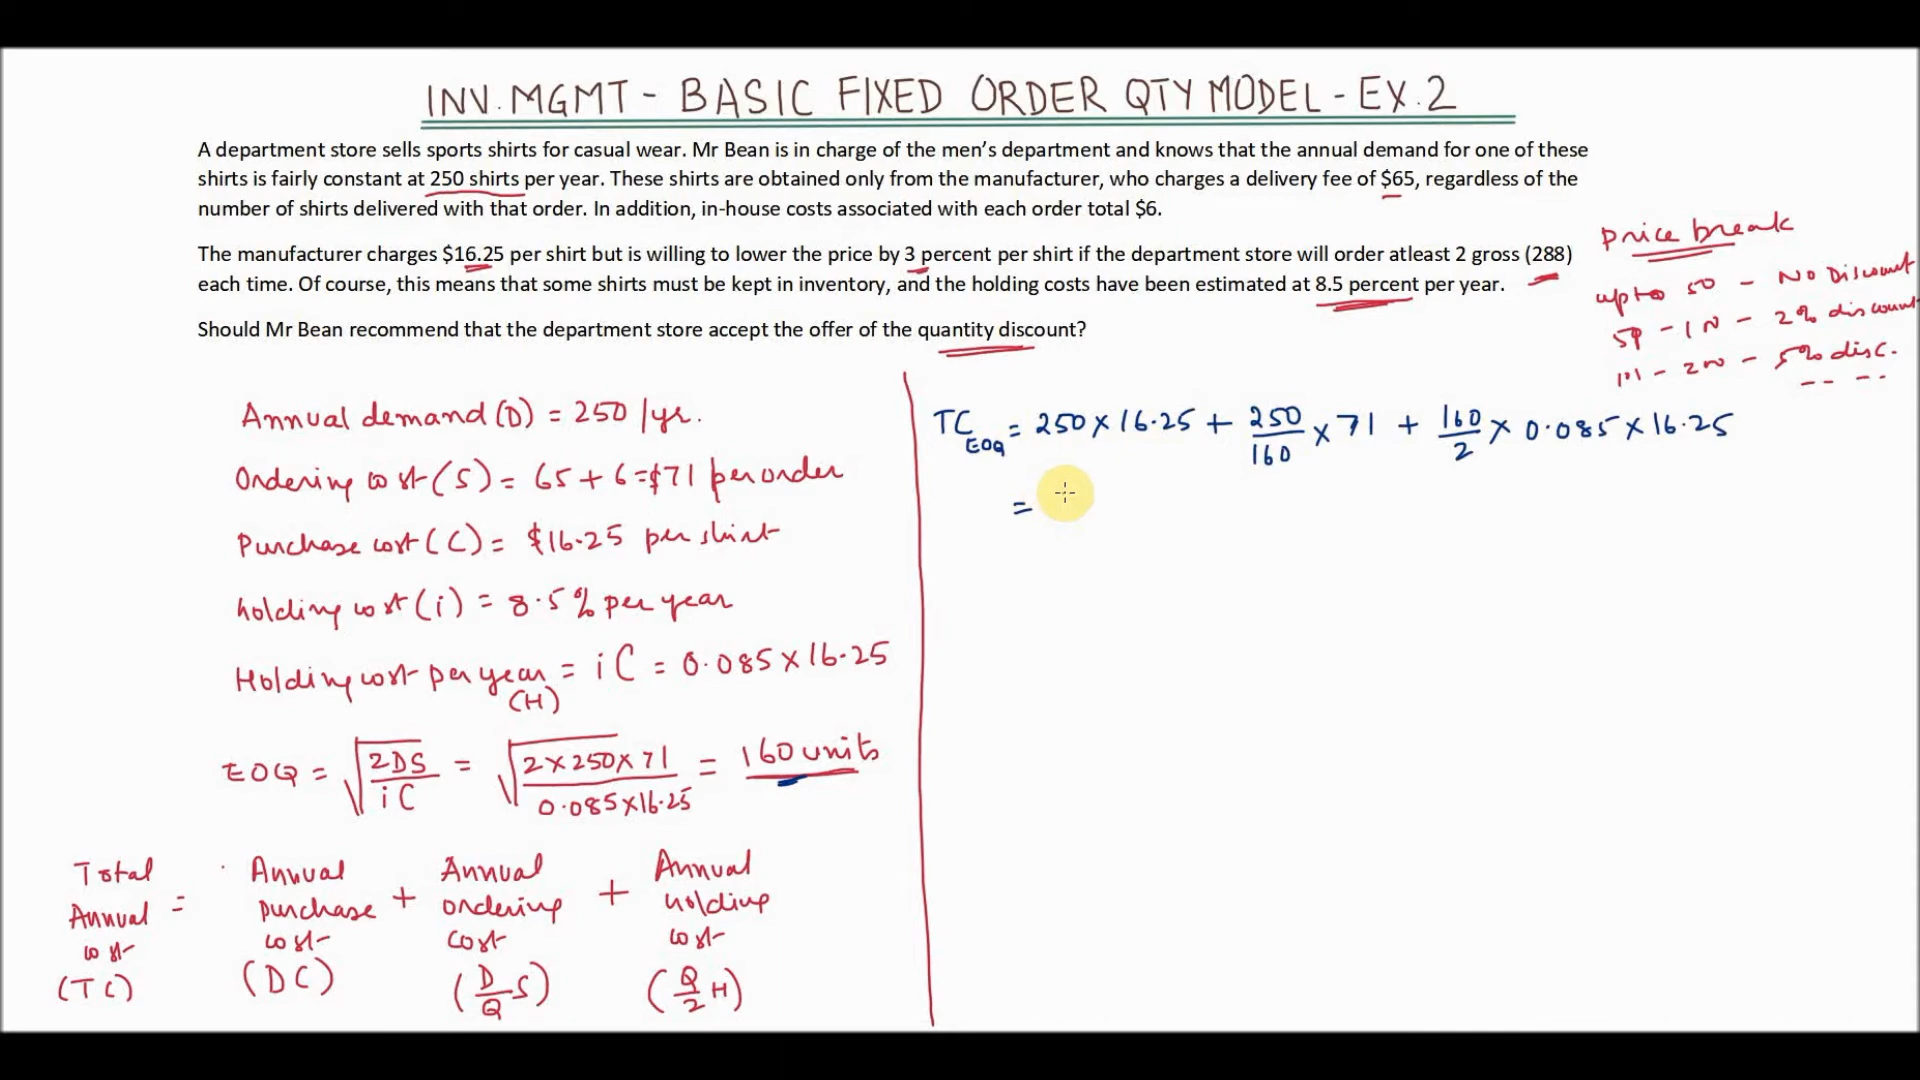 INV.MGMT - BASIC FIXED ORDER QTY MODEL - EX.2
A department store sells sports shirts for casual wear. Mr Bean is in charge of the men's department and knows that the annual demand for one of these
shirts is fairly constant at 250 shirts per year. These shirts are obtained only from the manufacturer, who charges a delivery fee of $65, regardless of the
number of shirts delivered with that order. In addition, in-house costs associated with each order total $6.
The manufacturer charges $16.25 per shirt but is willing to lower the price by 3 percent per shirt if the department store will order atleast 2 gross (288)
each time. Of course, this means that some shirts must be kept in inventory, and the holding costs have been estimated at 8.5 percent per year.
Should Mr Bean recommend that the department store accept the offer of the quantity discount?
Price break
upto 50 - No Discount
- 2% discount
- 5% disc.
-- --
Annual demand (D) = 250 /yr.
Ordering cost (S) = 65 + 6 = $71 per order
Purchase cost (C) = $16.25 per shirt
holding cost (i) = 8.5% per year
Holding cost per year = iC = 0.085 × 16.25
(H)
EOQ = √(2DS / iC) = √(2×250×71 / 0.085×16.25) = 160 units
Total Annual cost (TC) = Annual purchase cost (DC) + Annual ordering cost (D/Q S) + Annual holding cost (Q/2 H)
TC EOQ = 250 × 16.25 + 250/160 × 71 + 160/2 × 0.085 × 16.25
=